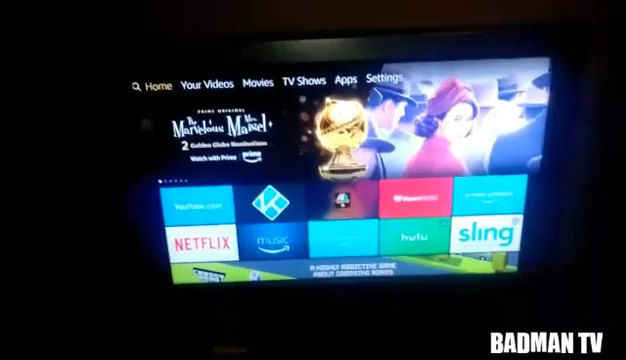 Home Your Videos Movies TV Shows Apps Settings
PRIME ORIGINAL
The Marvelous Mrs. Maisel
2 Golden Globe Nominations
Watch with Prime prime
YouTube.com
NETFLIX music hulu sling
A HIGHLY ADDICTIVE GAME
ABOUT CROSSING ROADS
BADMAN TV